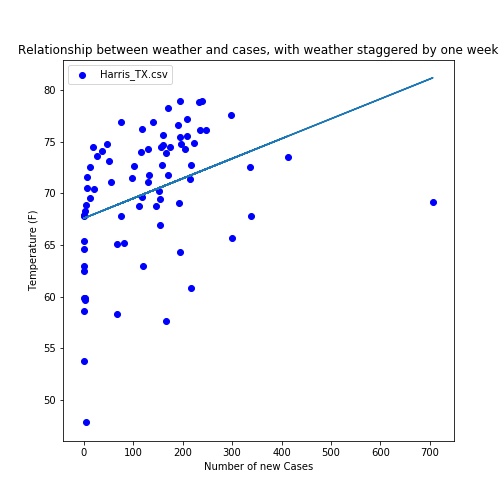 Relationship between weather and cases, with weather staggered by one week
Harris_TX.csv
Temperature (F)
80
75
70
65
60
55
50
0 100 200 300 400 500 600 700
Number of new Cases